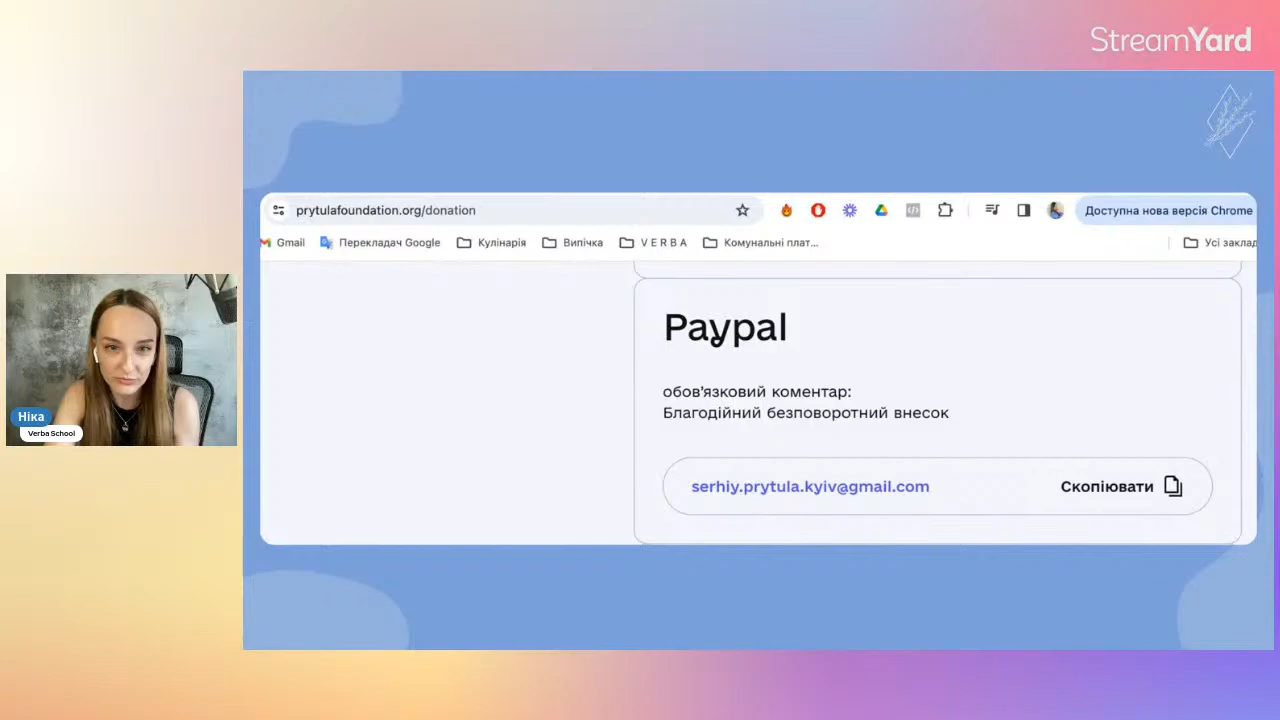 StreamYard
prytulafoundation.org/donation
Доступна нова версія Chrome
Gmail
Перекладач Google
Кулінарія
Випічка
V E R B A
Комунальні плат...
Усі заклад
Paypal
обов'язковий коментар:
Благодійний безповоротний внесок
serhiy.prytula.kyiv@gmail.com
Скопіювати
Ніка
Verba School